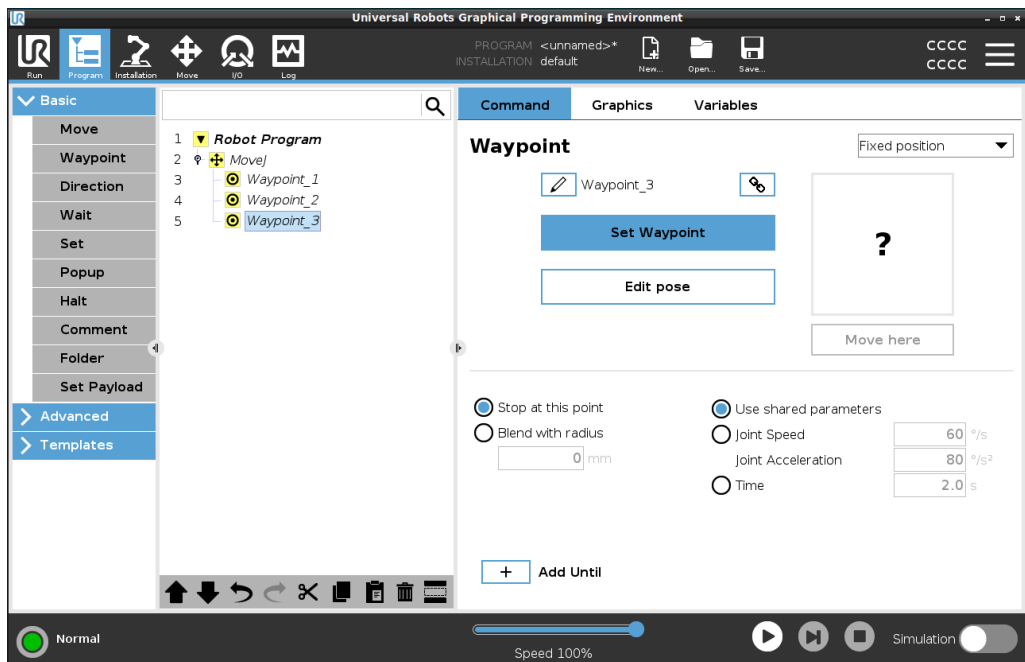 UR
Universal Robots Graphical Programming Environment
UR
Run
Program
Installation
Move
I/O
Log
PROGRAM <unnamed>*
INSTALLATION default
New...
Open...
Save...
CCCC
CCCC
Basic
Move
Waypoint
Direction
Wait
Set
Popup
Halt
Comment
Folder
Set Payload
Advanced
Templates
1 Robot Program
2 MoveJ
3 Waypoint_1
4 Waypoint_2
5 Waypoint_3
Command Graphics Variables
Waypoint
Fixed position
Waypoint_3
Set Waypoint
Edit pose
?
Move here
Stop at this point
Blend with radius
0 mm
Use shared parameters
Joint Speed 60 °/s
Joint Acceleration 80 °/s²
Time 2.0 s
+ Add Until
Normal
Speed 100%
Simulation